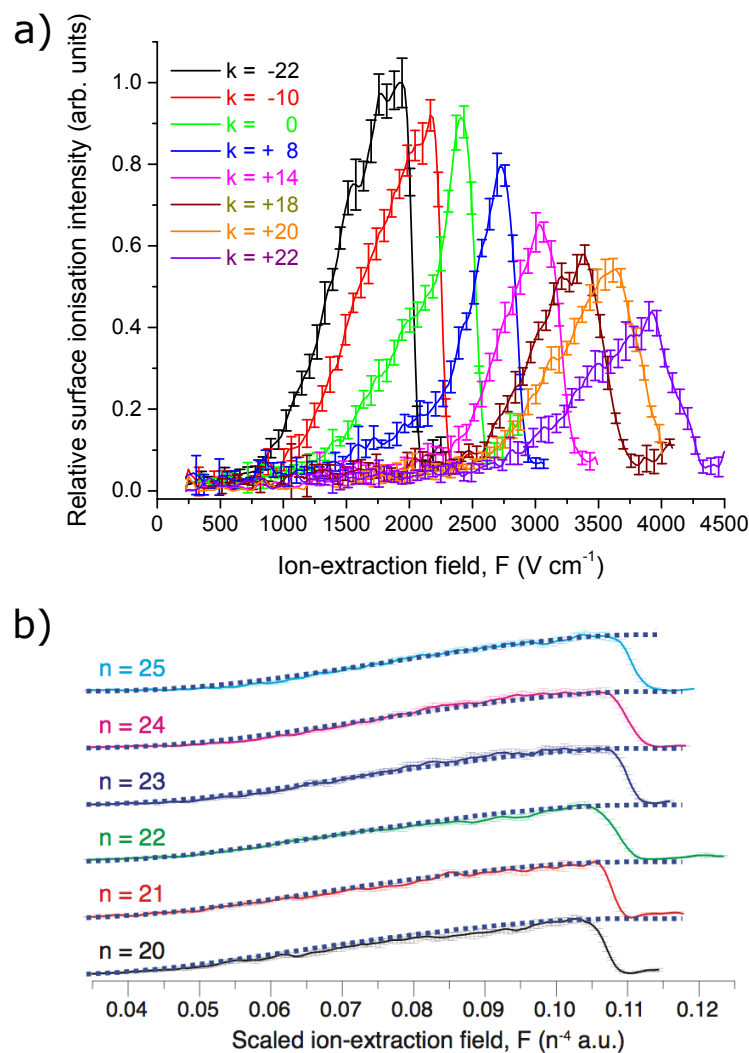 a)
Relative surface ionisation intensity (arb. units)
1.0
0.8
0.6
0.4
0.2
0.0
k = -22
k = -10
k = 0
k = + 8
k = +14
k = +18
k = +20
k = +22
0 500 1000 1500 2000 2500 3000 3500 4000 4500
Ion-extraction field, F (V cm⁻¹)
b)
n = 25
n = 24
n = 23
n = 22
n = 21
n = 20
0.04 0.05 0.06 0.07 0.08 0.09 0.10 0.11 0.12
Scaled ion-extraction field, F (n⁻⁴ a.u.)